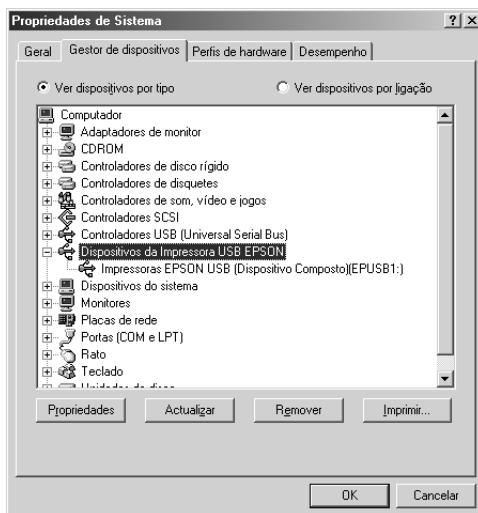 Propriedades de Sistema
Geral Gestor de dispositivos Perfis de hardware Desempenho
Ver dispositivos por tipo Ver dispositivos por ligação
Computador
Adaptadores de monitor
CDROM
Controladores de disco rígido
Controladores de disquetes
Controladores de som, vídeo e jogos
Controladores SCSI
Controladores USB (Universal Serial Bus)
Dispositivos da Impressora USB EPSON
Impressoras EPSON USB (Dispositivo Composto)(EPUSB1:)
Dispositivos do sistema
Monitores
Placas de rede
Portas (COM e LPT)
Rato
Teclado
Propriedades Actualizar Remover Imprimir...
OK Cancelar